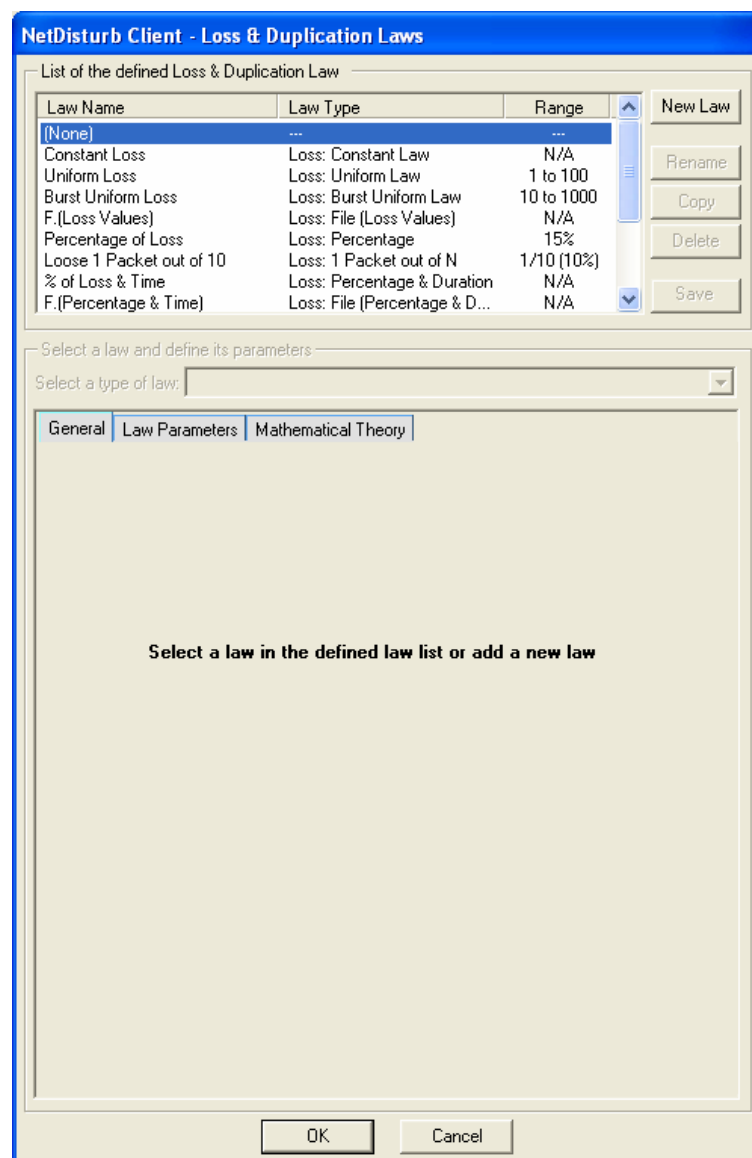 NetDisturb Client - Loss & Duplication Laws
List of the defined Loss & Duplication Law
Law Name Law Type Range
(None) --- ---
Constant Loss Loss: Constant Law N/A
Uniform Loss Loss: Uniform Law 1 to 100
Burst Uniform Loss Loss: Burst Uniform Law 10 to 1000
F.(Loss Values) Loss: File (Loss Values) N/A
Percentage of Loss Loss: Percentage 15%
Loose 1 Packet out of 10 Loss: 1 Packet out of N 1/10 (10%)
% of Loss & Time Loss: Percentage & Duration N/A
F.(Percentage & Time) Loss: File (Percentage & D... N/A
New Law
Rename
Copy
Delete
Save
Select a law and define its parameters
Select a type of law:
General Law Parameters Mathematical Theory
Select a law in the defined law list or add a new law
OK Cancel